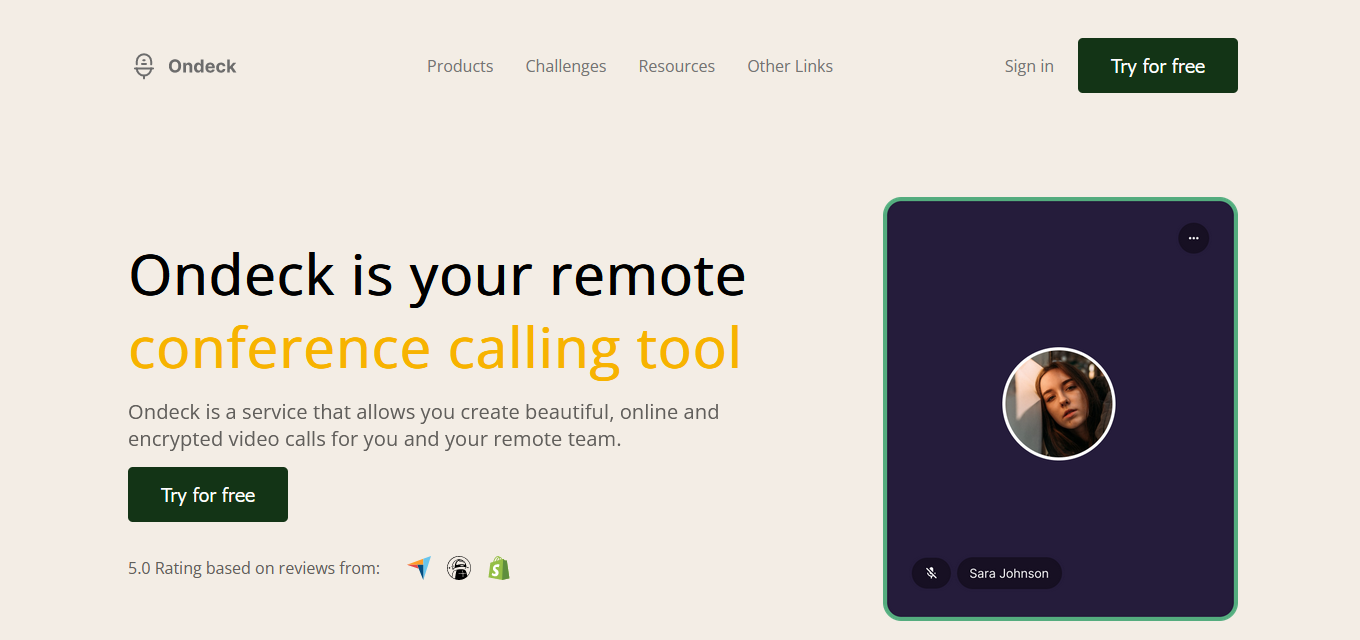 Ondeck
Products Challenges Resources Other Links
Sign in
Try for free
Ondeck is your remote
conference calling tool
Ondeck is a service that allows you create beautiful, online and
encrypted video calls for you and your remote team.
Try for free
5.0 Rating based on reviews from:
Sara Johnson